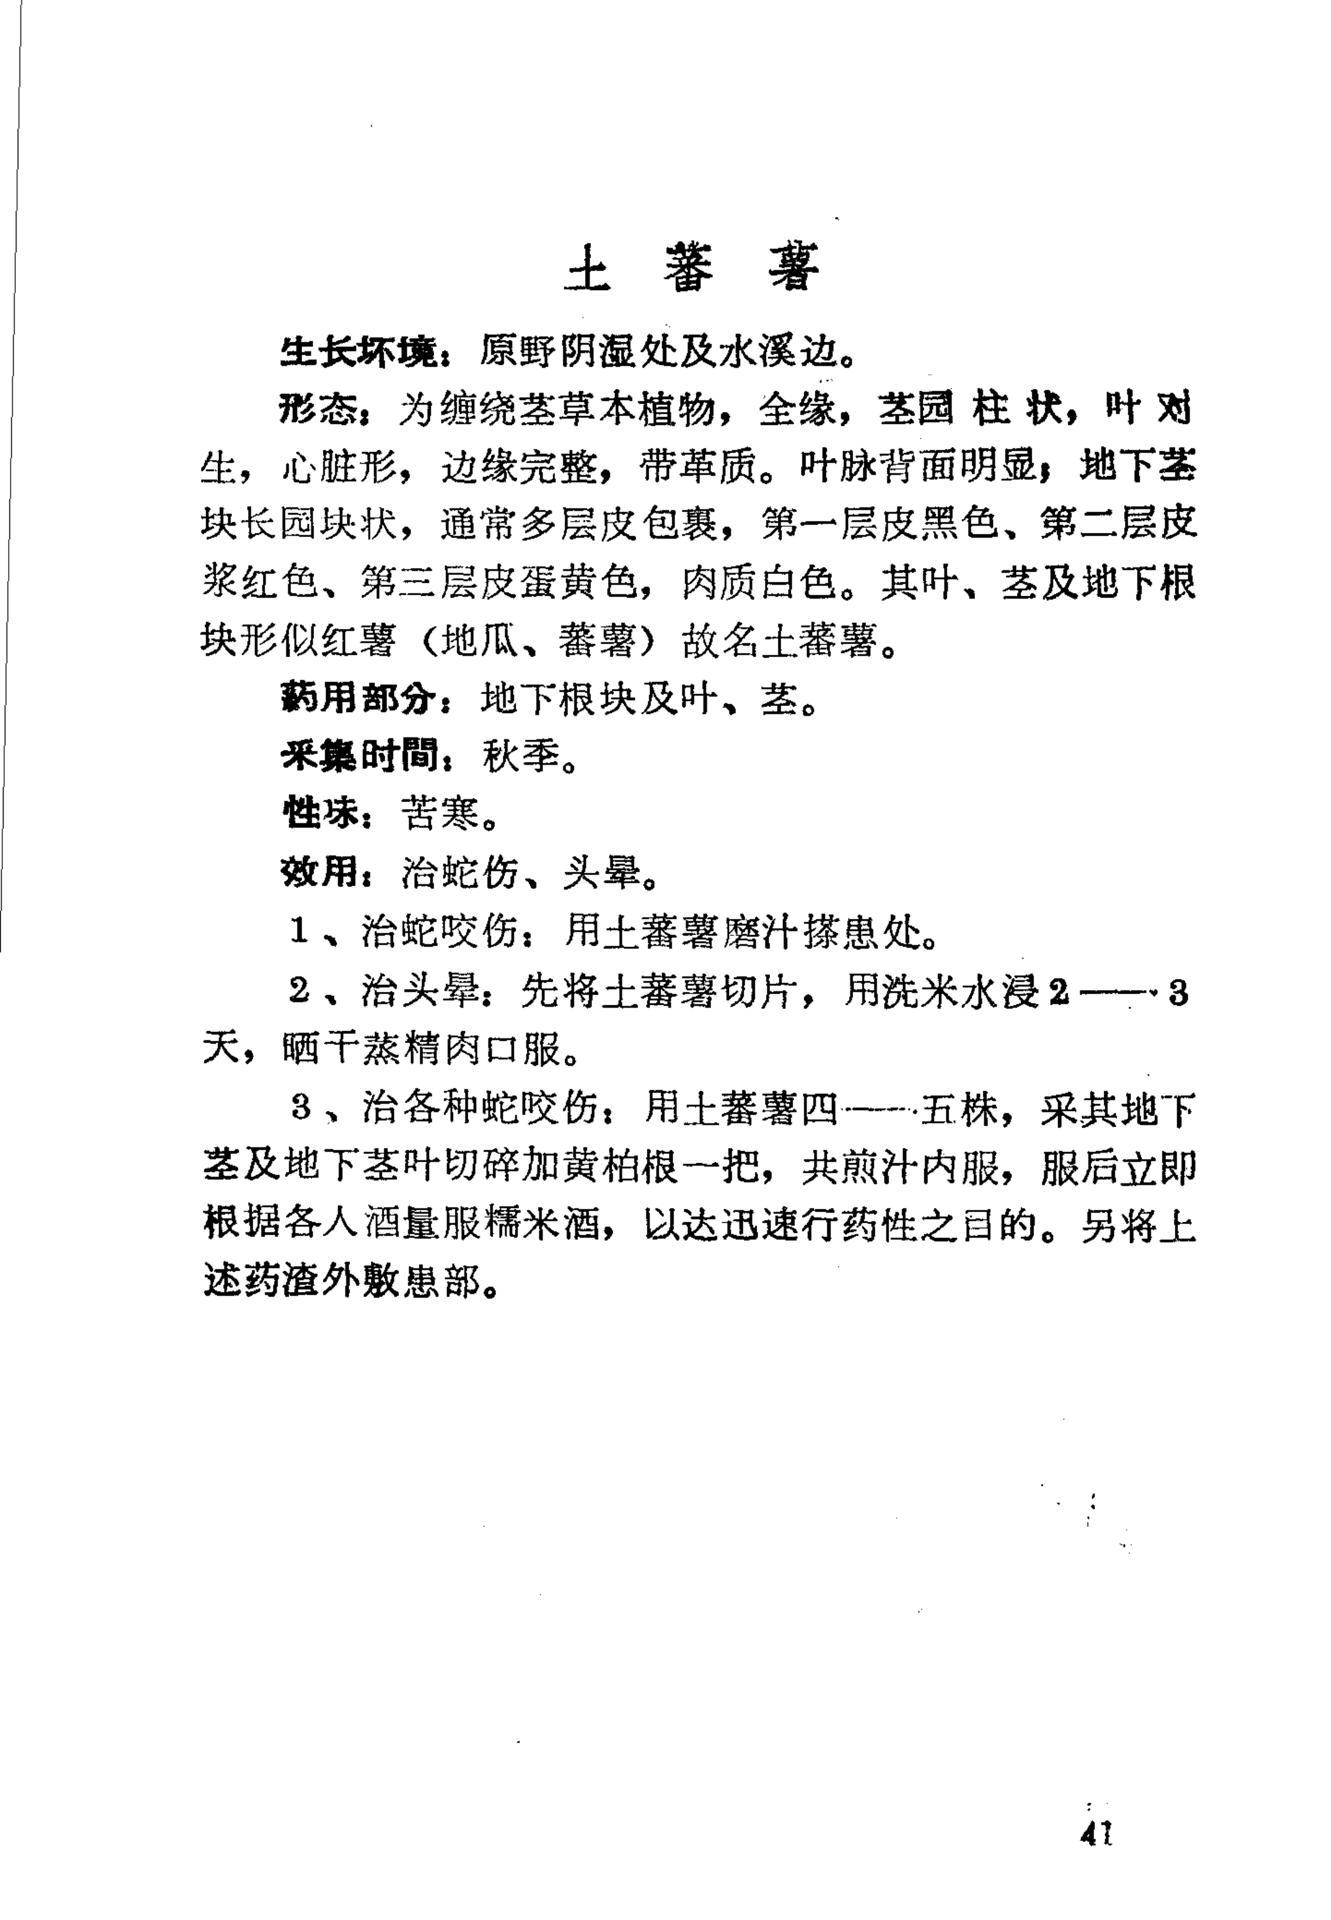 土蕃薯
生长坏境：原野阴湿处及水溪边。
形态：为缠绕茎草本植物，全缘，茎园柱状，叶对
生，心脏形，边缘完整，带革质。叶脉背面明显；地下茎
块长园块状，通常多层皮包裹，第一层皮黑色、第二层皮
浆红色、第三层皮蛋黄色，肉质白色。其叶、茎及地下根
块形似红薯（地瓜、蕃薯）故名土蕃薯。
药用部分：地下根块及叶、茎。
采集时間：秋季。
性味：苦寒。
效用：治蛇伤、头晕。
1、治蛇咬伤：用土蕃薯磨汁搽患处。
2、治头晕：先将土蕃薯切片，用洗米水浸2——3
天，晒干蒸精肉口服。
3、治各种蛇咬伤：用土蕃薯四——五株，采其地下
茎及地下茎叶切碎加黄柏根一把，共煎汁内服，服后立即
根据各人酒量服糯米酒，以达迅速行药性之目的。另将上
述药渣外敷患部。
41